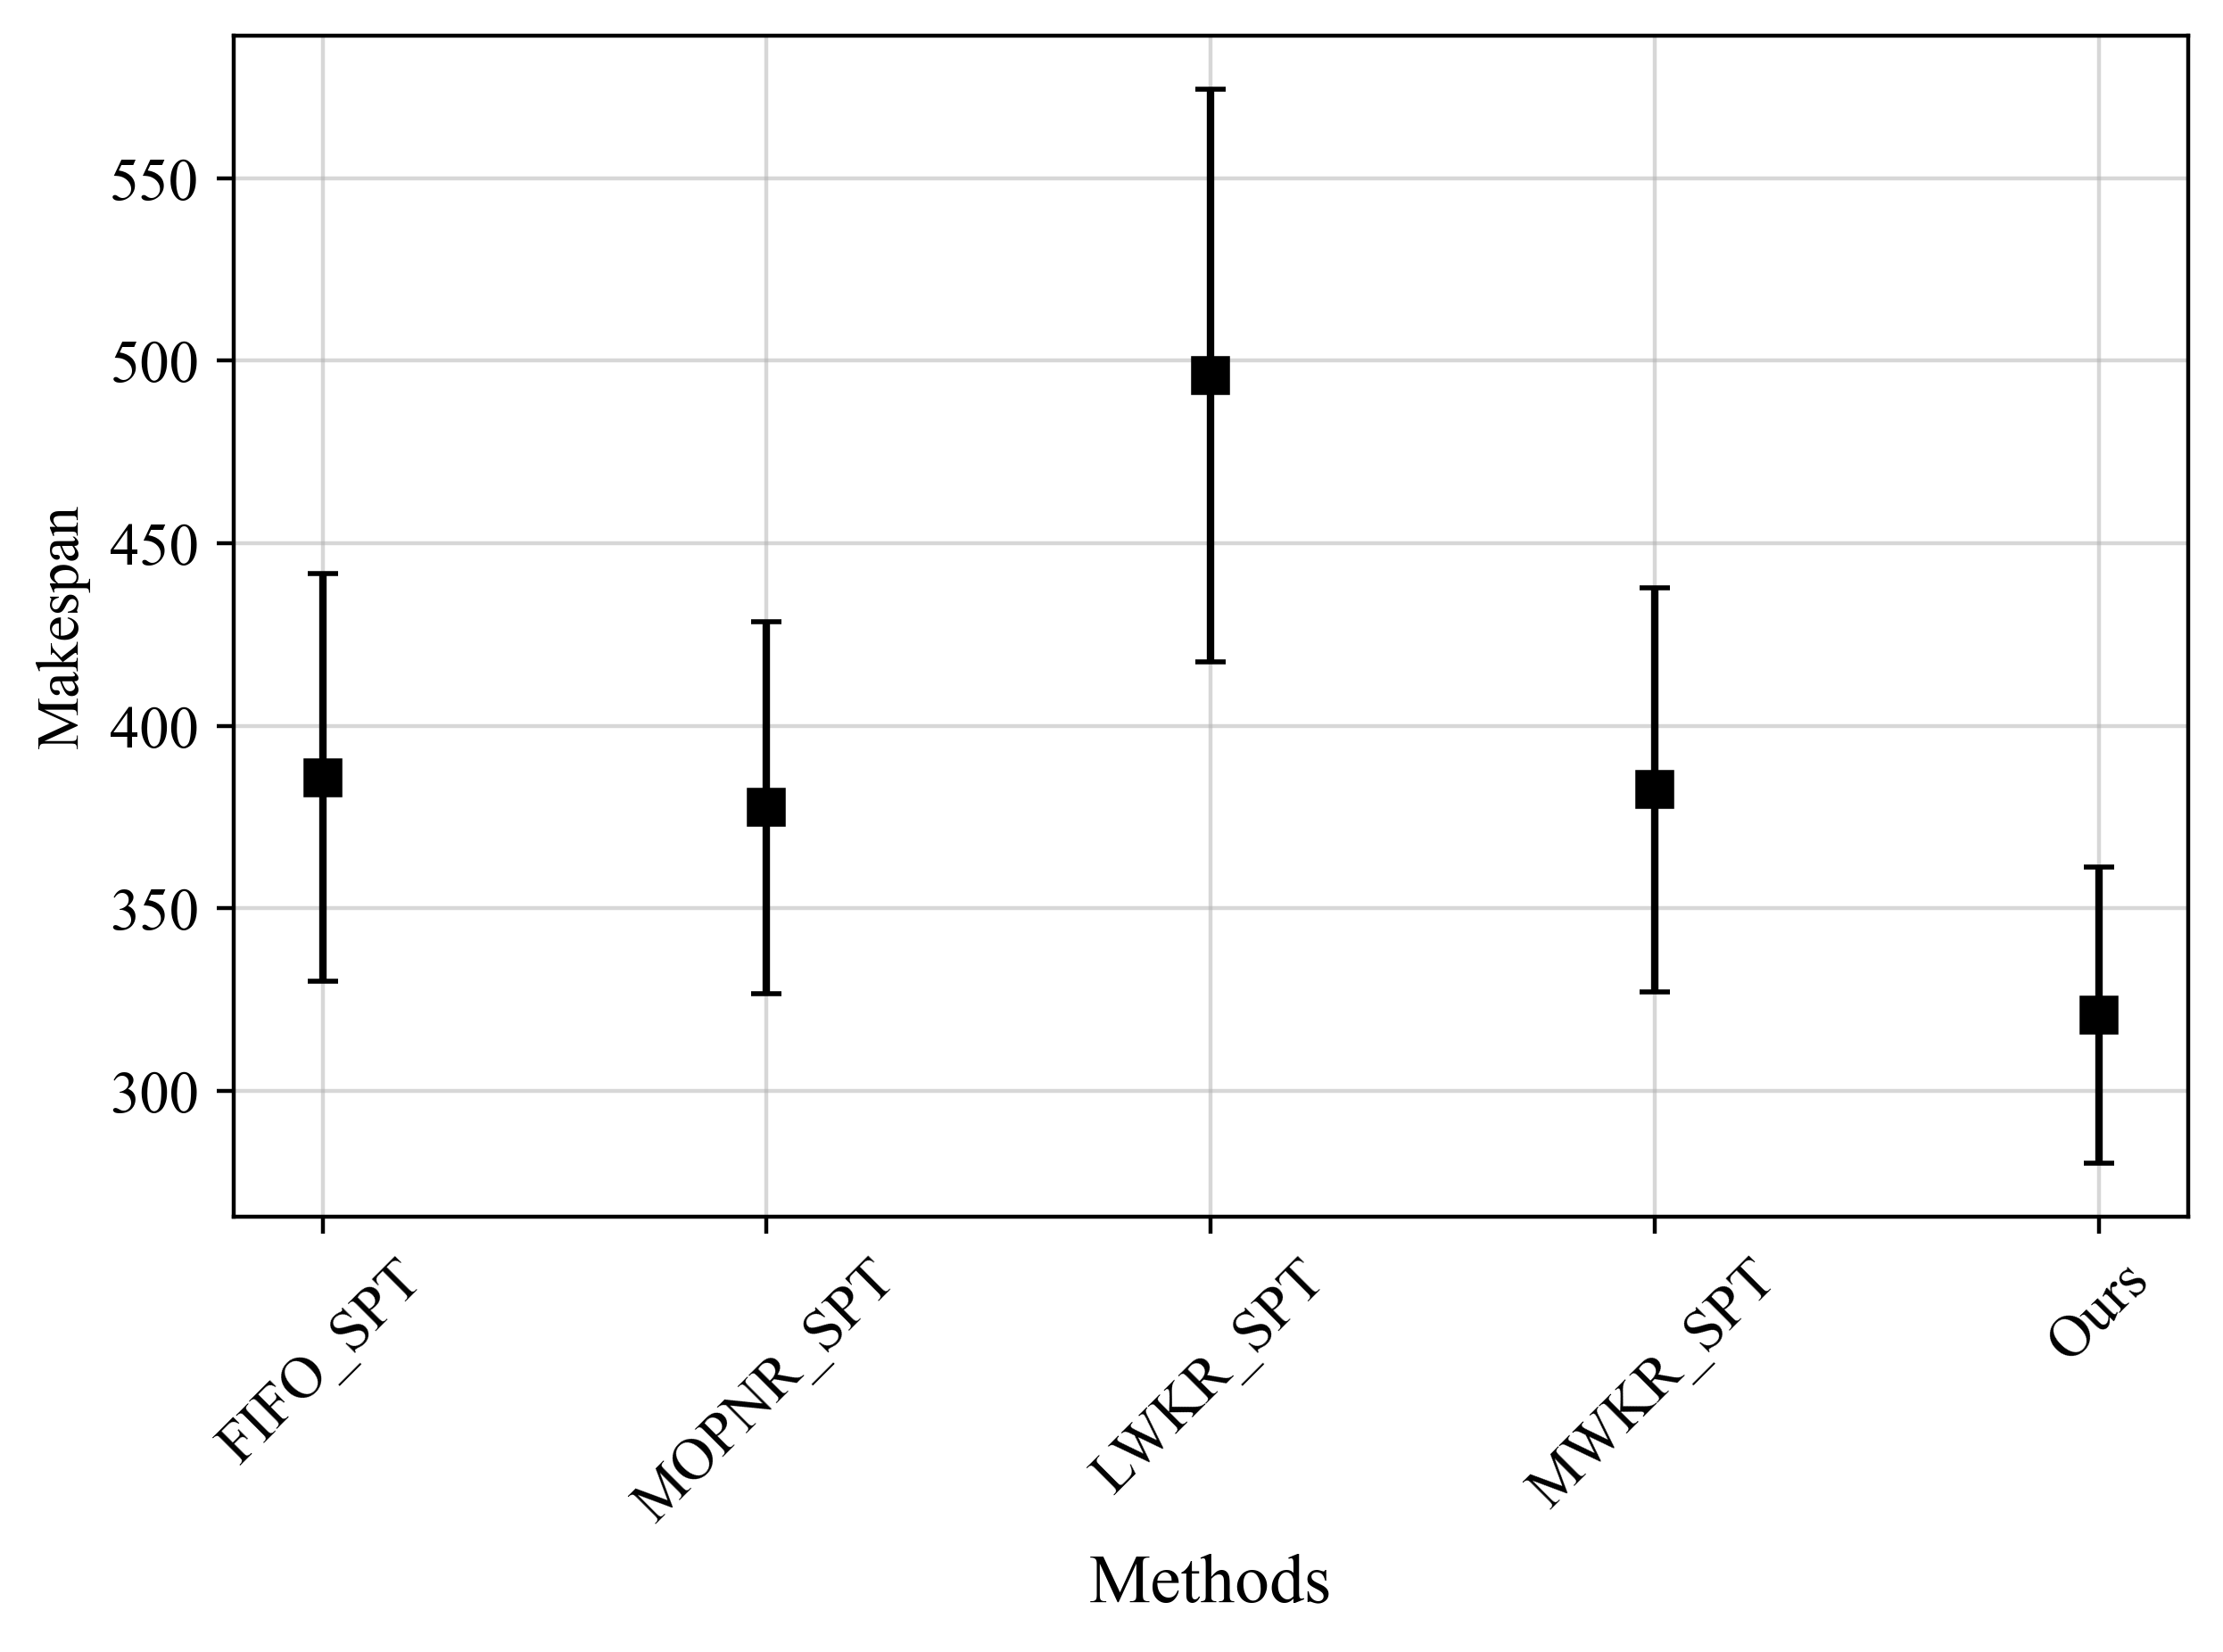 550
500
450
400
350
300
Makespan
FIFO_SPT
MOPNR_SPT
LWKR_SPT
MWKR_SPT
Ours
Methods